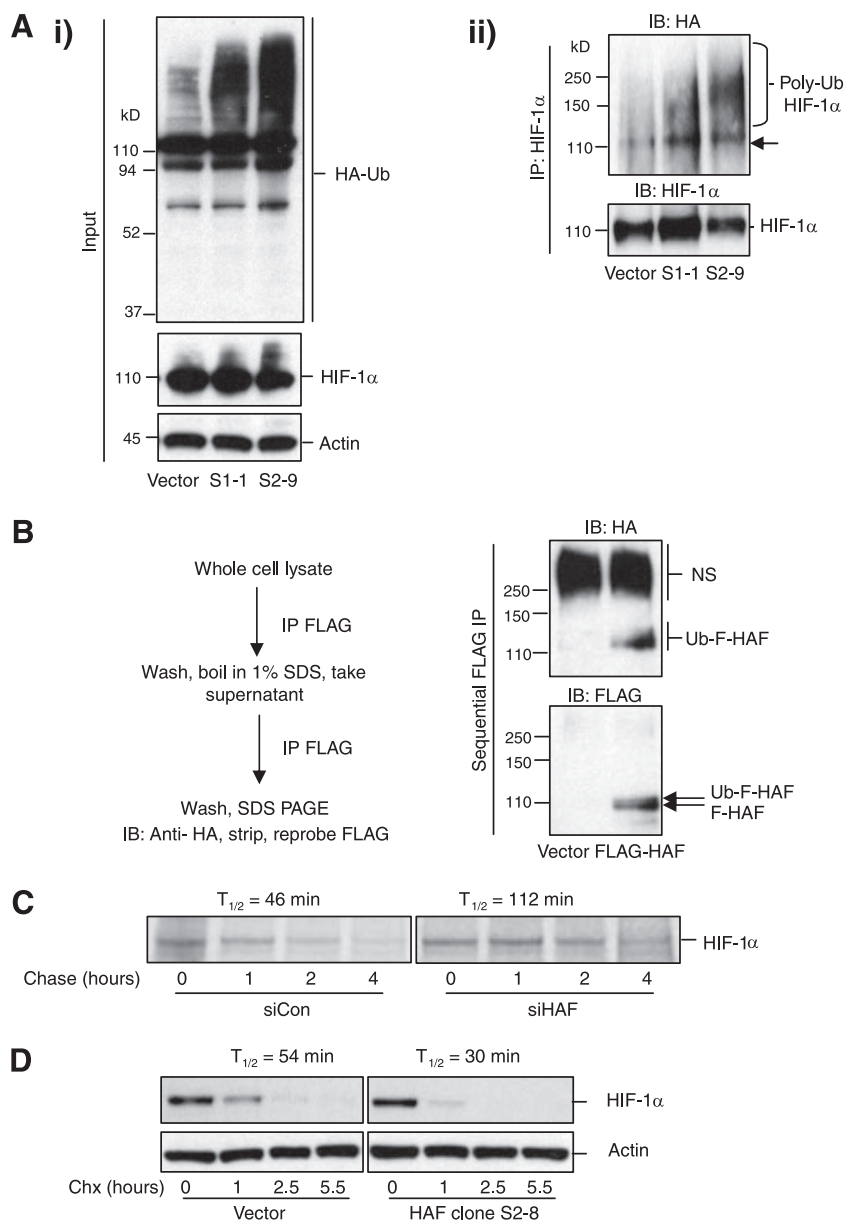 A i) ii)
kD
110
94
52
37
HA-Ub
Input
110
HIF-1α
45
Actin
Vector S1-1 S2-9
IB: HA
kD
250
150
110
Poly-Ub
HIF-1α
IP: HIF-1α
IB: HIF-1α
110
HIF-1α
Vector S1-1 S2-9
B
Whole cell lysate
IP FLAG
Wash, boil in 1% SDS, take
supernatant
IP FLAG
Wash, SDS PAGE
IB: Anti- HA, strip, reprobe FLAG
Sequential FLAG IP
IB: HA
250
150
110
NS
Ub-F-HAF
IB: FLAG
250
150
110
Ub-F-HAF
F-HAF
Vector FLAG-HAF
C
T1/2 = 46 min T1/2 = 112 min
HIF-1α
Chase (hours) 0 1 2 4 0 1 2 4
siCon siHAF
D
T1/2 = 54 min T1/2 = 30 min
HIF-1α
Actin
Chx (hours) 0 1 2.5 5.5 0 1 2.5 5.5
Vector HAF clone S2-8